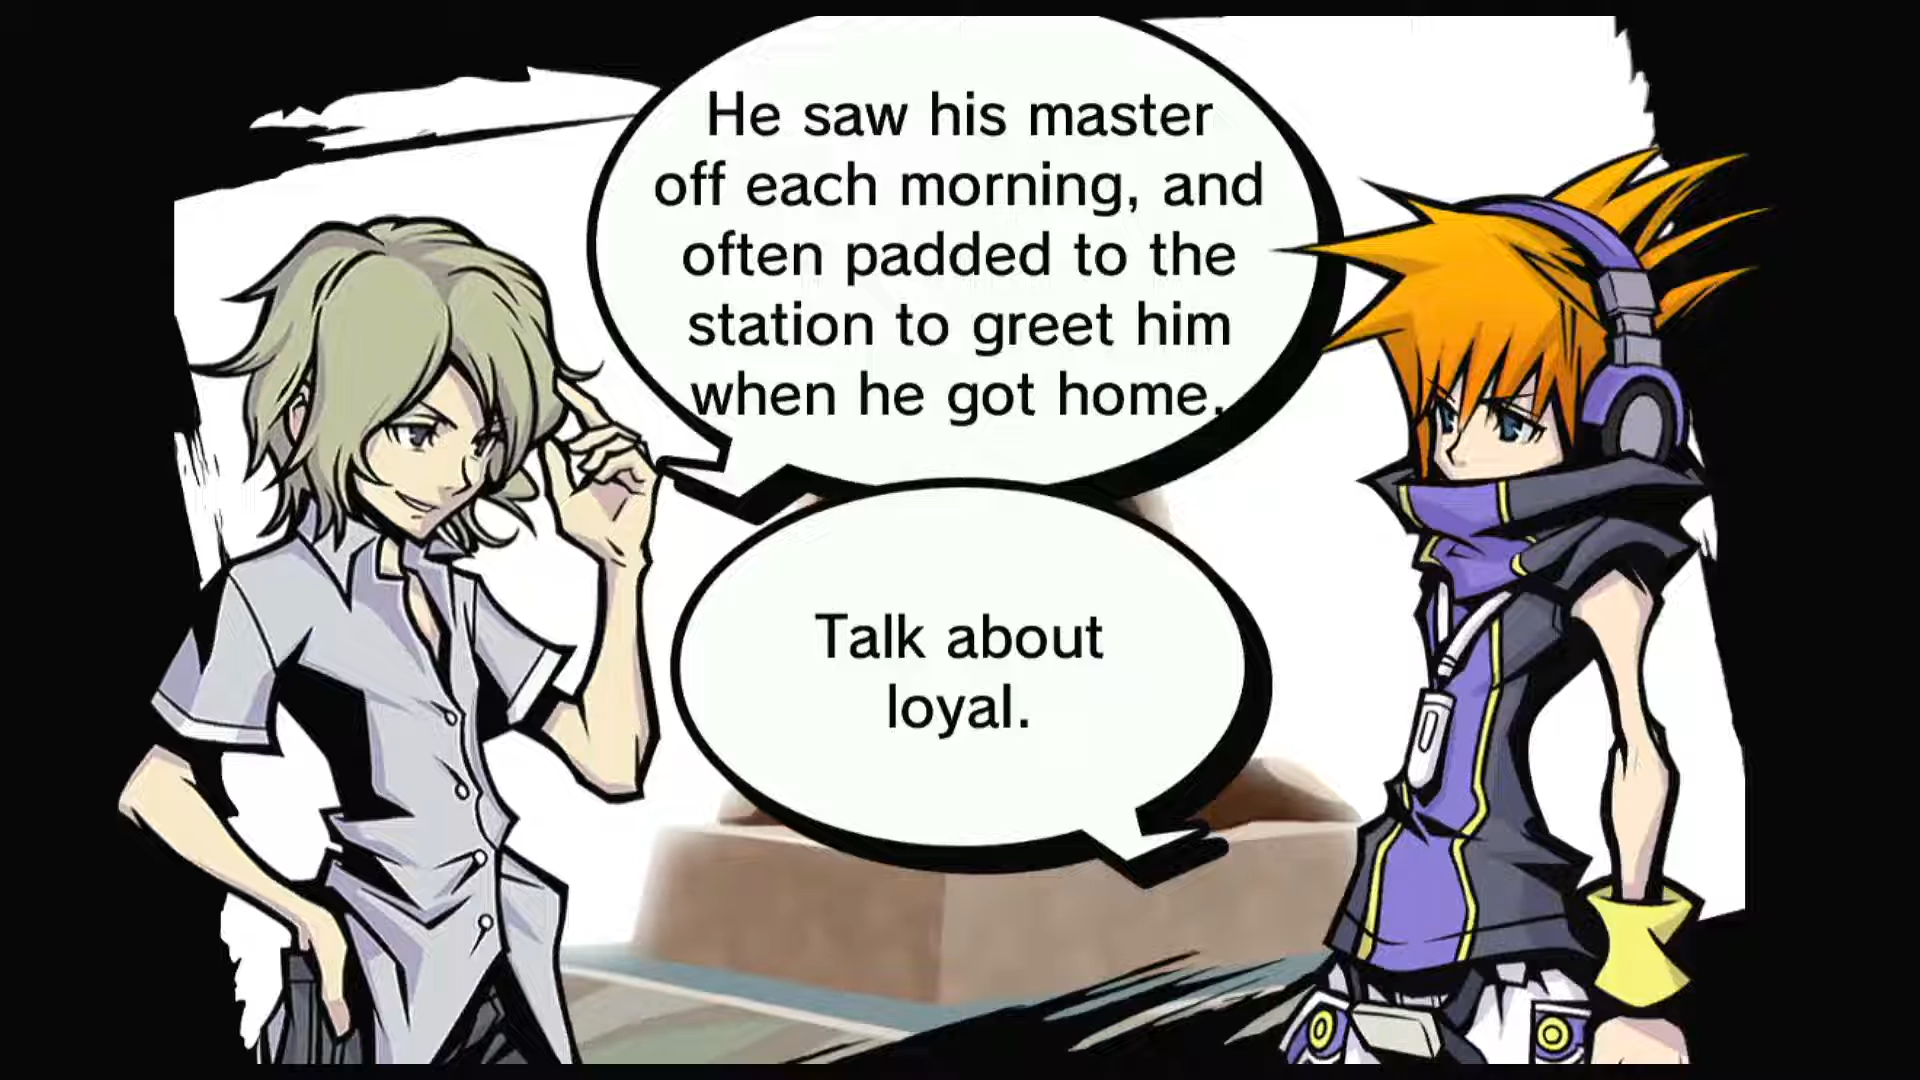 He saw his master
off each morning, and
often padded to the
station to greet him
when he got home.
Talk about
loyal.